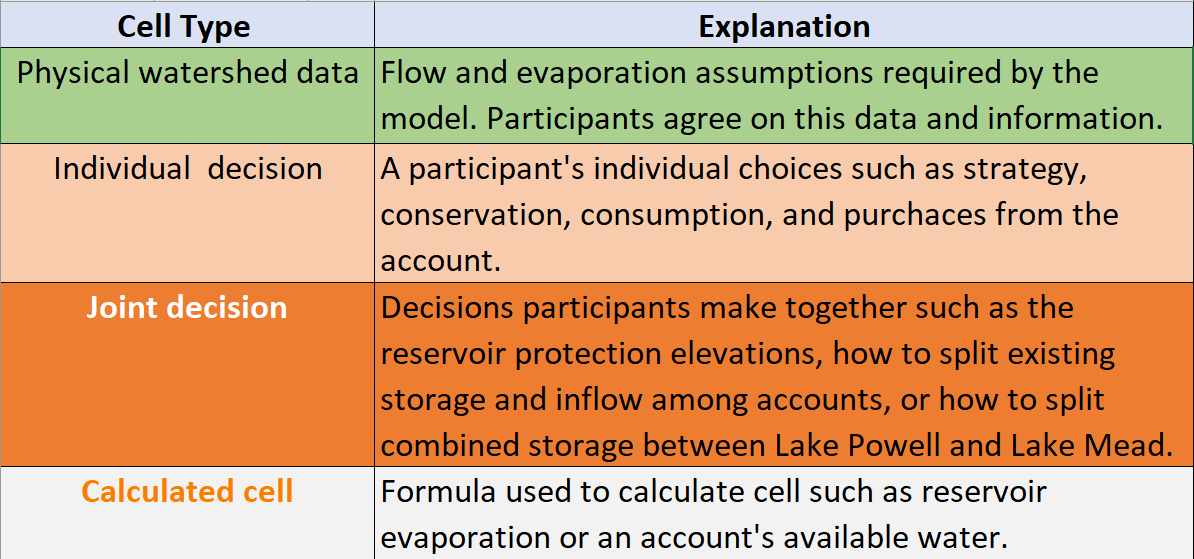 Cell Type Explanation
Physical watershed data Flow and evaporation assumptions required by the
model. Participants agree on this data and information.
Individual  decision A participant's individual choices such as strategy,
conservation, consumption, and purchaces from the
account.
Joint decision Decisions participants make together such as the
reservoir protection elevations, how to split existing
storage and inflow among accounts, or how to split
combined storage between Lake Powell and Lake Mead.
Calculated cell Formula used to calculate cell such as reservoir
evaporation or an account's available water.